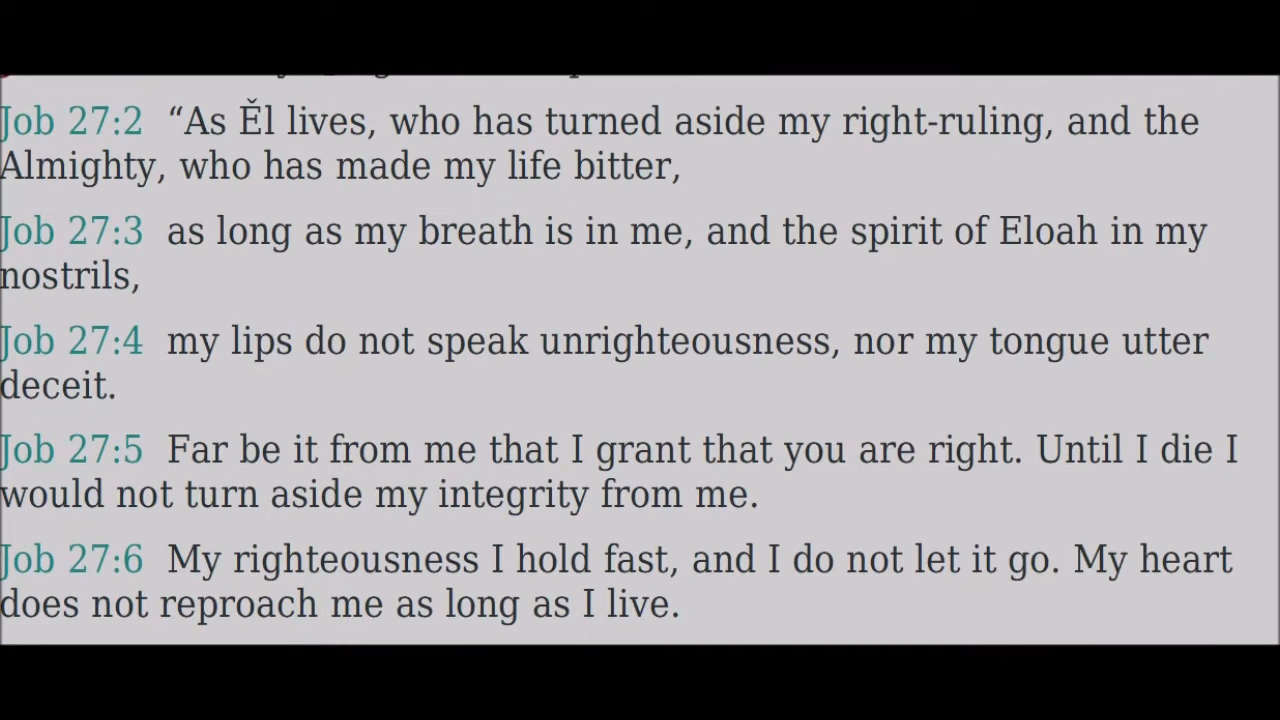 Job 27:2 “As Ĕl lives, who has turned aside my right-ruling, and the
Almighty, who has made my life bitter,
Job 27:3 as long as my breath is in me, and the spirit of Eloah in my
nostrils,
Job 27:4 my lips do not speak unrighteousness, nor my tongue utter
deceit.
Job 27:5 Far be it from me that I grant that you are right. Until I die I
would not turn aside my integrity from me.
Job 27:6 My righteousness I hold fast, and I do not let it go. My heart
does not reproach me as long as I live.